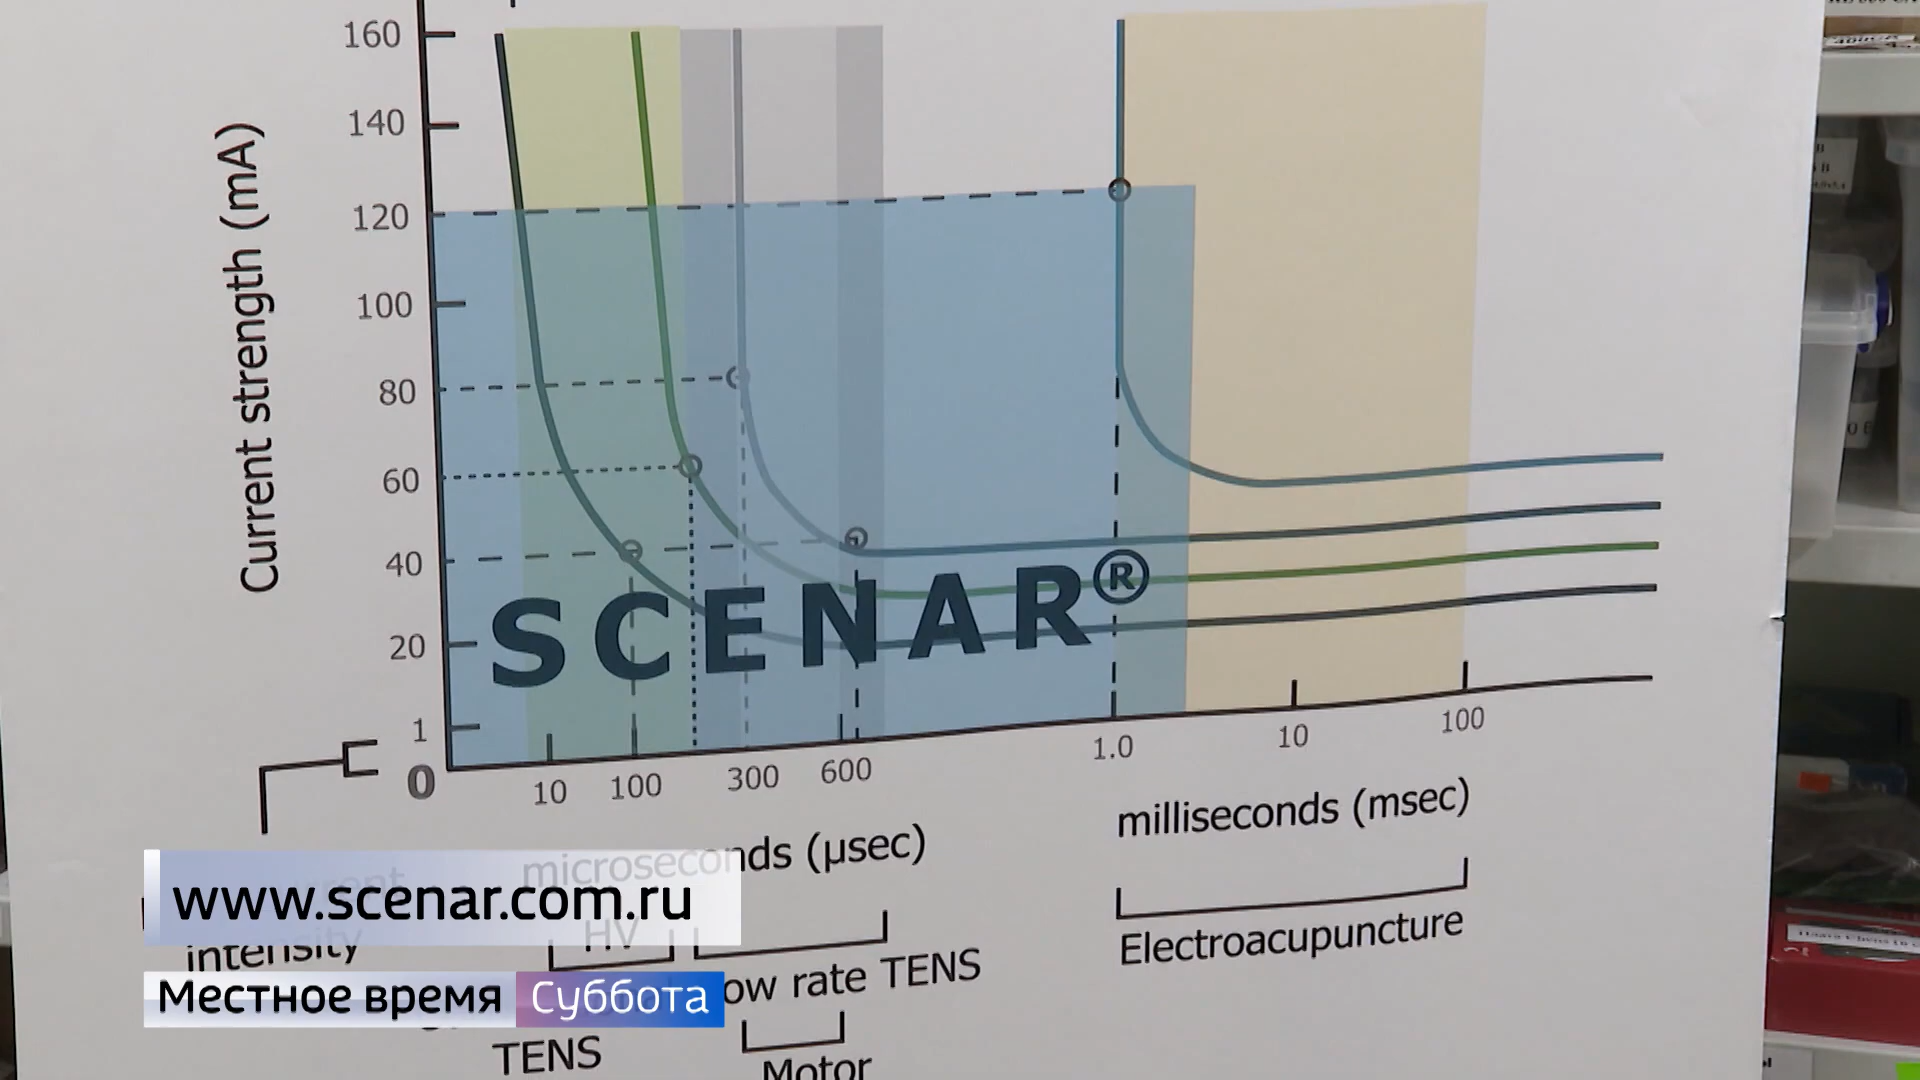 160
140
120
100
80
60
40
20
1
0
Current strength (mA)
SCENAR®
10 100 300 600 1.0 10 100
microseconds (µsec)
milliseconds (msec)
intensity
HV
ow rate TENS
Electroacupuncture
TENS
Motor
www.scenar.com.ru
Местное время Суббота